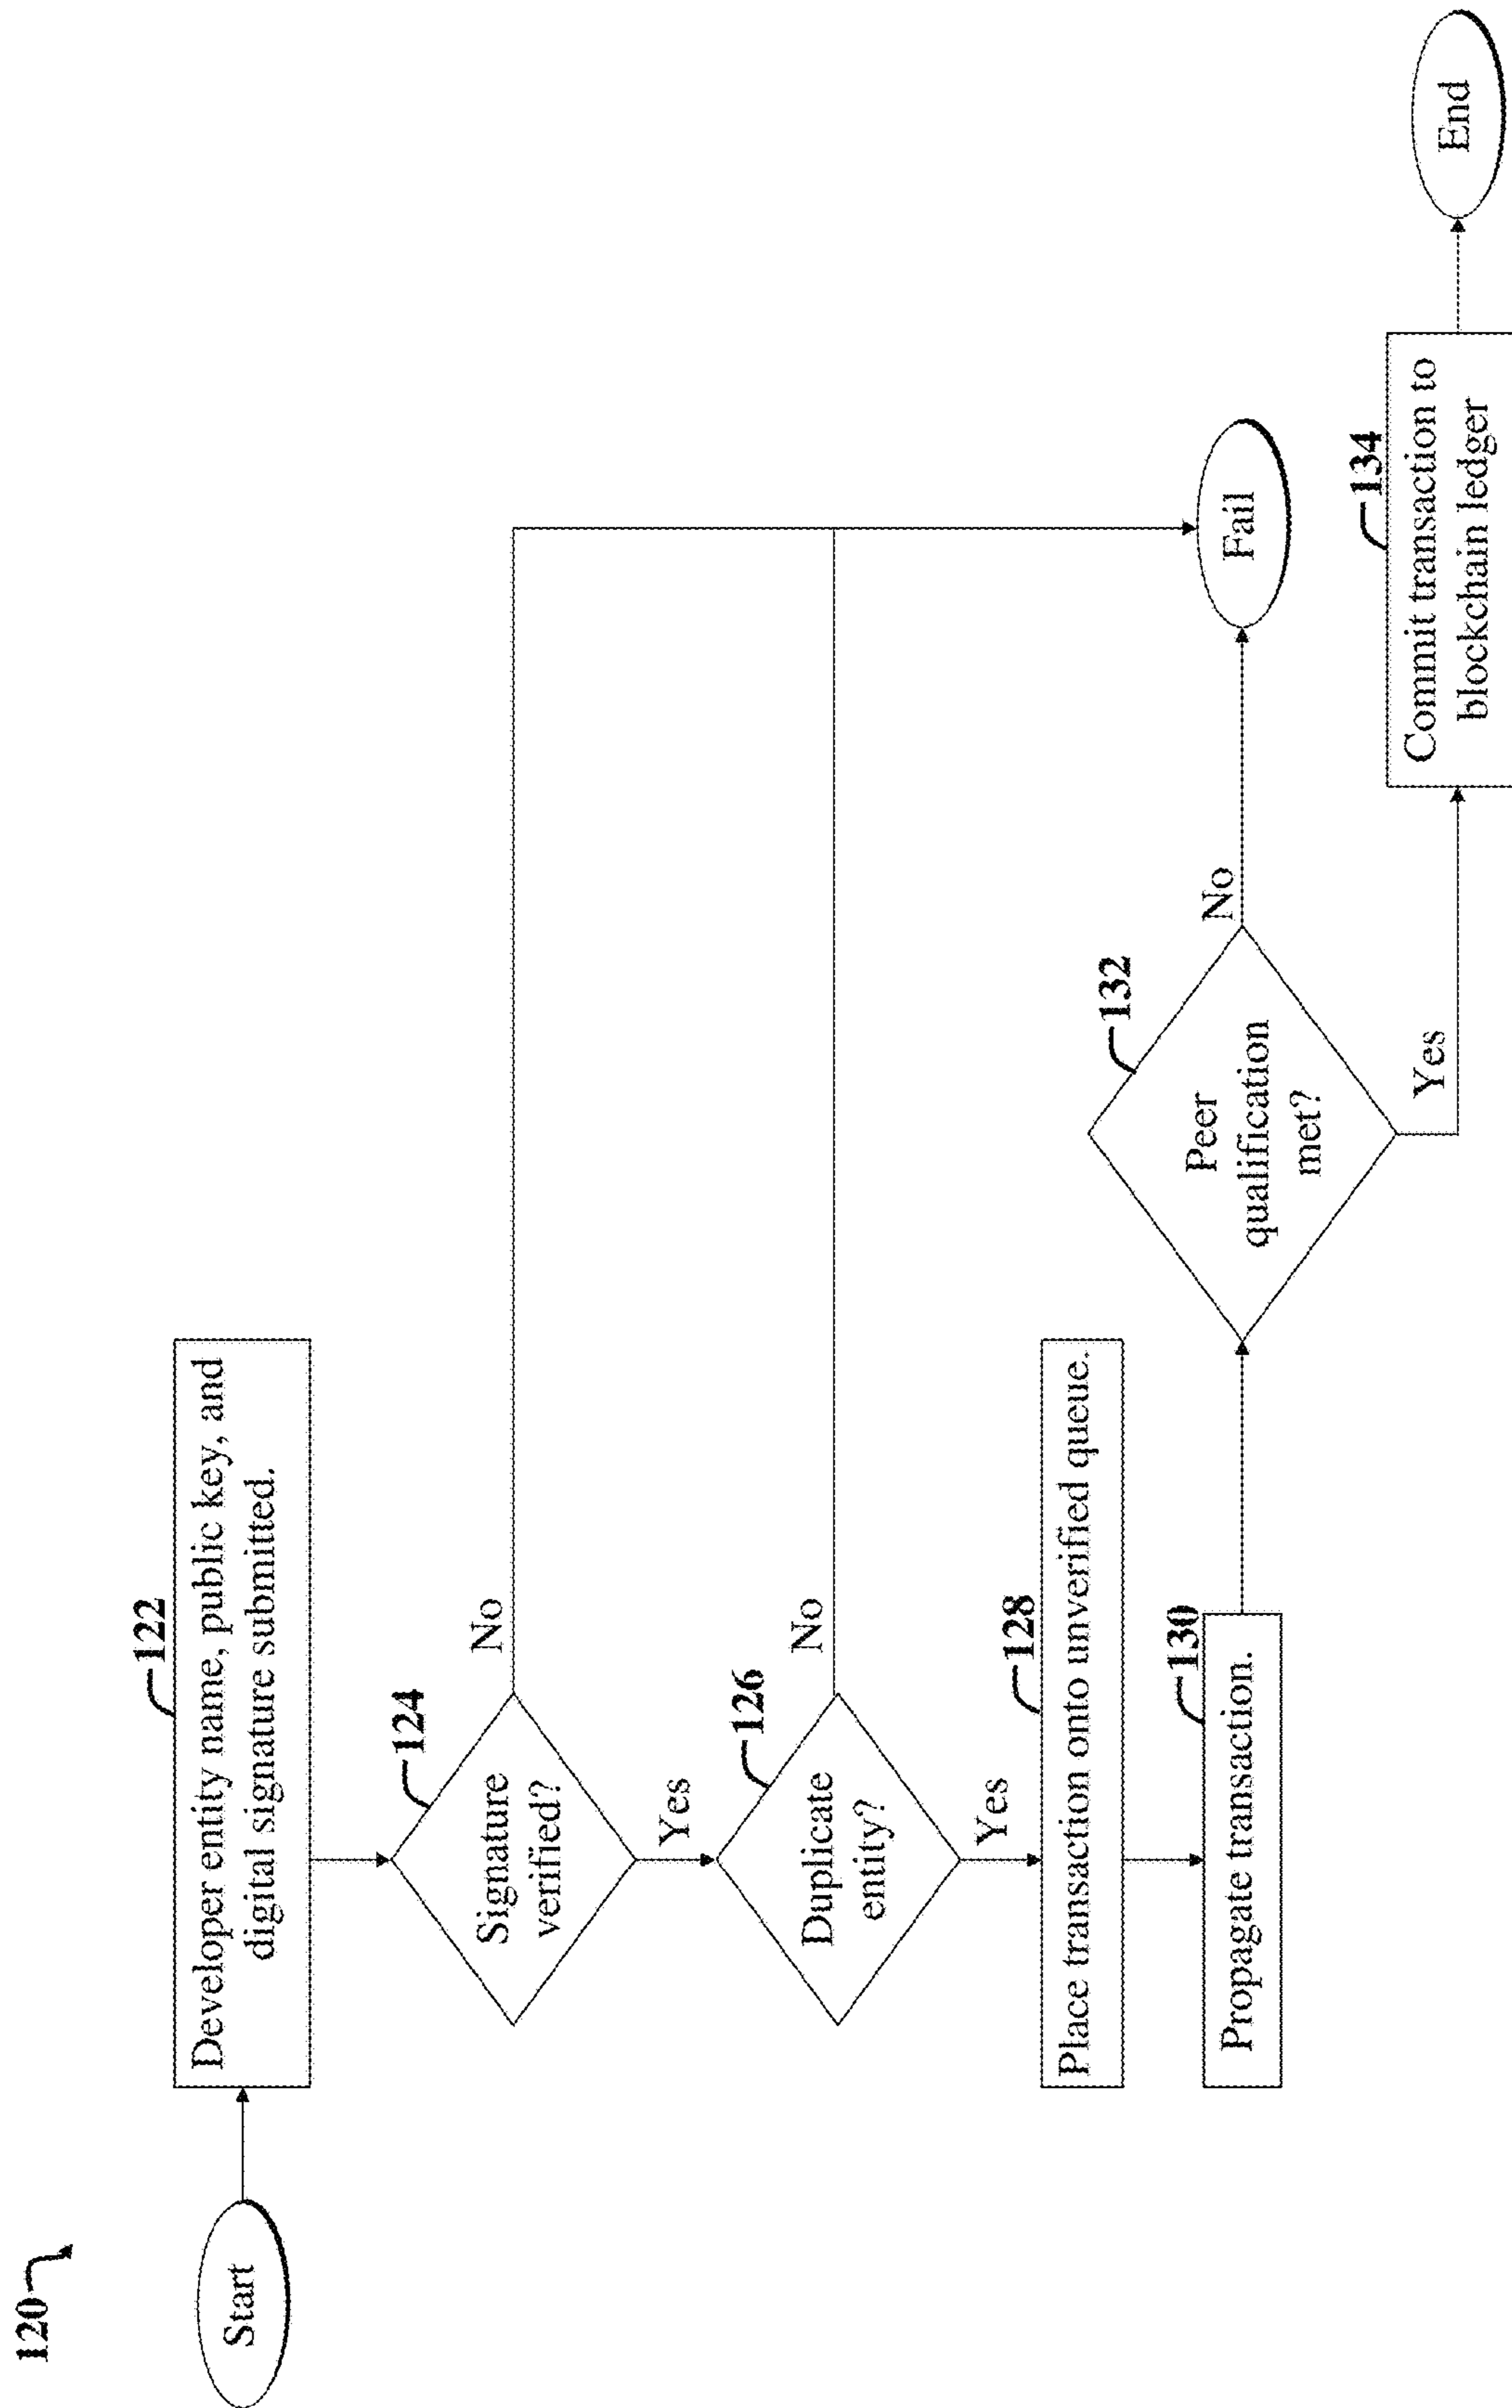 120
Start
122
Developer entity name, public key, and
digital signature submitted.
124
Signature
verified?
No
Yes
126
Duplicate
entity?
No
Yes
128
Place transaction onto unverified queue.
130
Propagate transaction.
132
Peer
qualification
met?
No
Fail
Yes
134
Commit transaction to
blockchain ledger
End